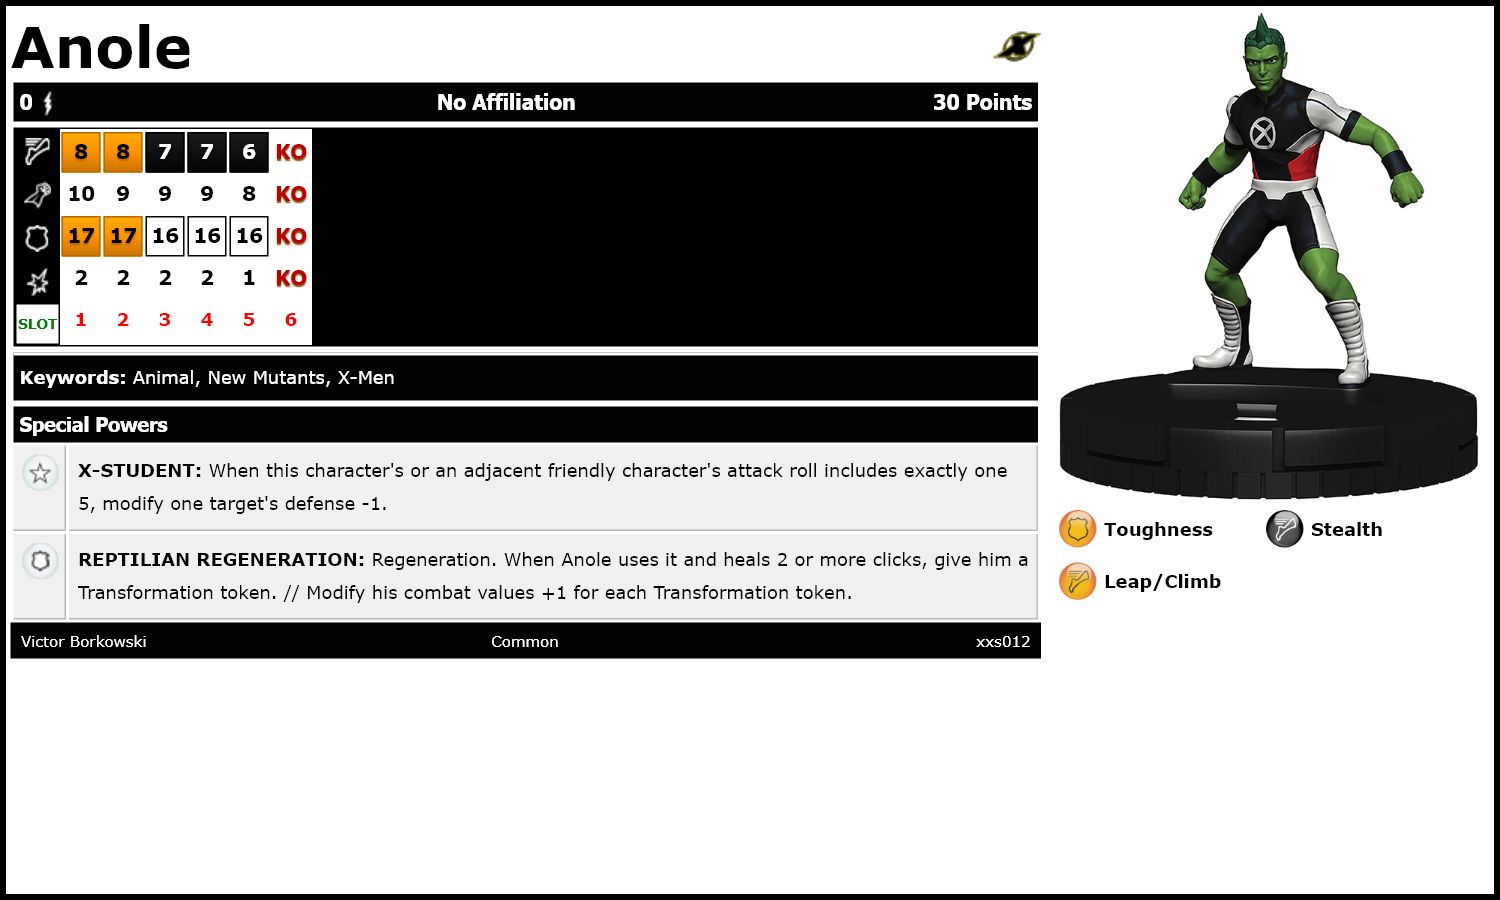 Anole
0 No Affiliation 30 Points
8 8 7 7 6 KO
10 9 9 9 8 KO
17 17 16 16 16 KO
2 2 2 2 1 KO
SLOT 1 2 3 4 5 6
Keywords: Animal, New Mutants, X-Men
Special Powers
X-STUDENT: When this character's or an adjacent friendly character's attack roll includes exactly one
5, modify one target's defense -1.
REPTILIAN REGENERATION: Regeneration. When Anole uses it and heals 2 or more clicks, give him a
Transformation token. // Modify his combat values +1 for each Transformation token.
Victor Borkowski Common xxs012
Toughness Stealth
Leap/Climb